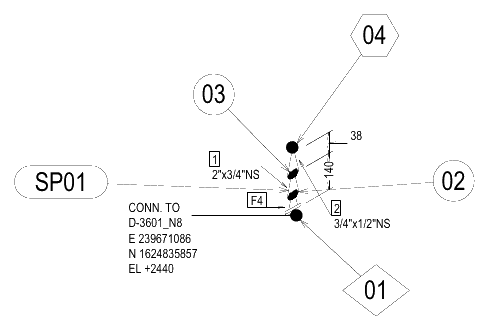 04
03
38
1
2"x3/4"NS
140
SP01
02
F4
CONN. TO
D-3601_N8
E 239671086
N 1624835857
EL +2440
2
3/4"x1/2"NS
01